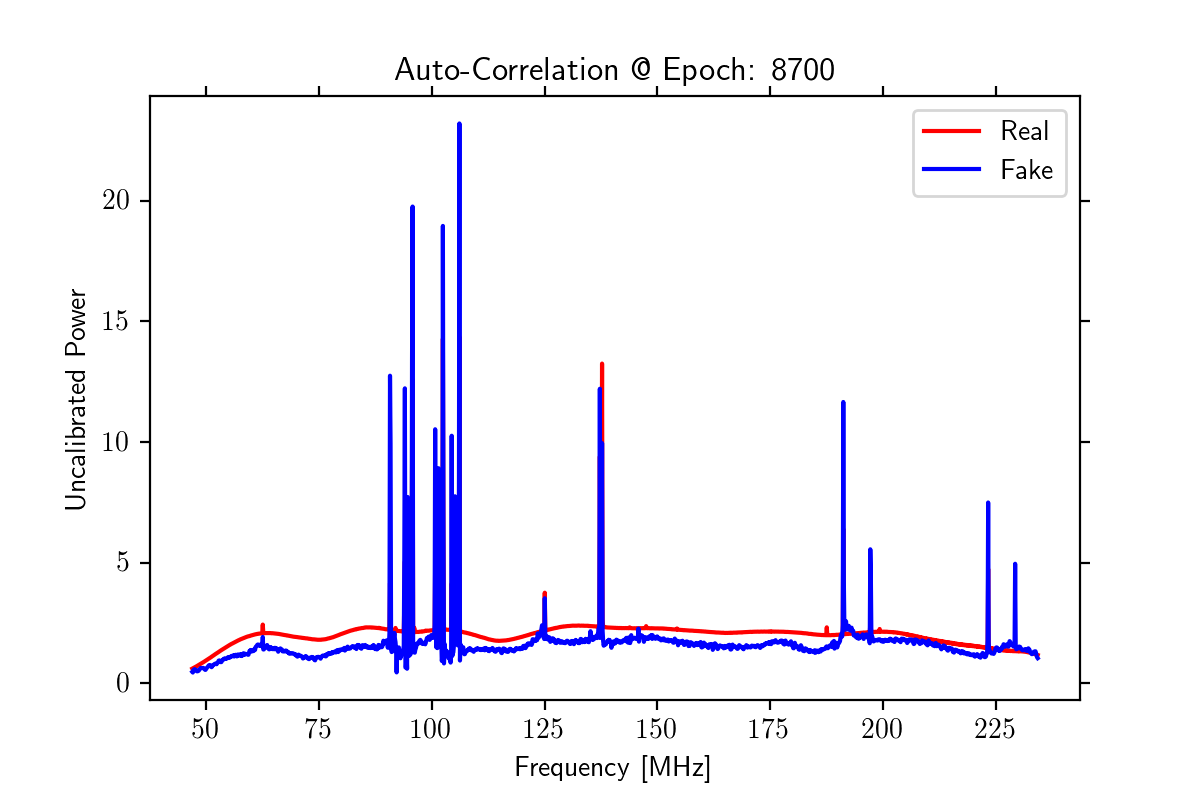 Auto-Correlation @ Epoch: 8700
Real
Fake
Uncalibrated Power
20
15
10
5
0
50 75 100 125 150 175 200 225
Frequency [MHz]